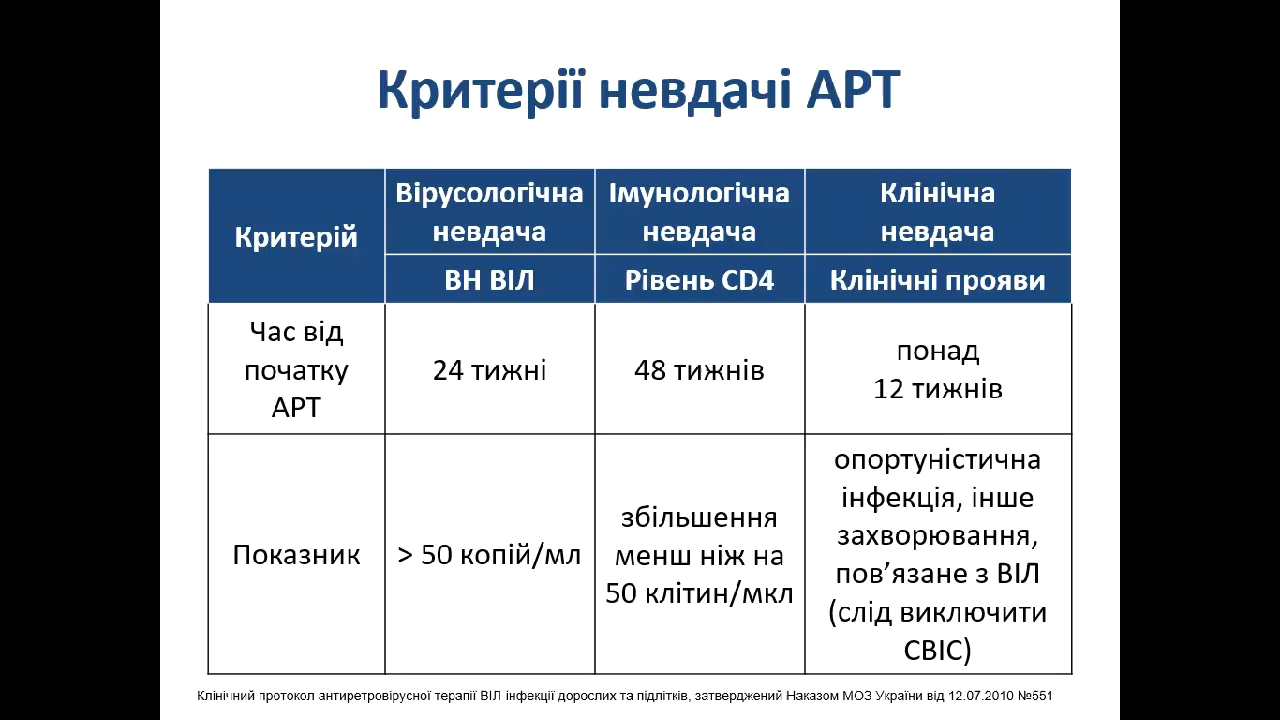 Критерії невдачі АРТ
Критерій
Вірусологічна
невдача
Імунологічна
невдача
Клінічна
невдача
ВН ВІЛ
Рівень CD4
Клінічні прояви
Час від
початку
АРТ
24 тижні
48 тижнів
понад
12 тижнів
Показник
> 50 копій/мл
збільшення
менш ніж на
50 клітин/мкл
опортуністична
інфекція, інше
захворювання,
пов’язане з ВІЛ
(слід виключити
СВІС)
Клінічний протокол антиретровірусної терапії ВІЛ інфекції дорослих та підлітків, затверджений Наказом МОЗ України від 12.07.2010 №551